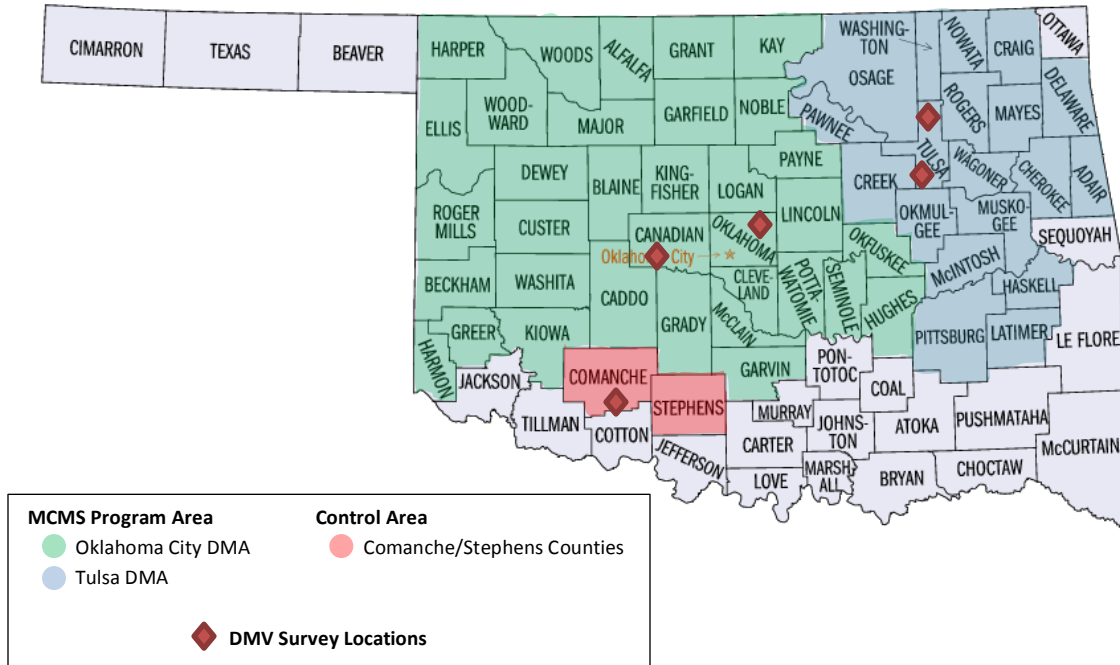 CIMARRON
TEXAS
BEAVER
HARPER
WOODS
ALFALFA
GRANT
KAY
WASHING-
TON
OSAGE
NOWATA
CRAIG
OTTAWA
ELLIS
WOOD-
WARD
MAJOR
GARFIELD
NOBLE
PAWNEE
ROGERS
MAYES
DELAWARE
DEWEY
BLAINE
KING-
FISHER
LOGAN
PAYNE
CREEK
TULSA
WAGONER
CHEROKEE
ADAIR
ROGER
MILLS
CUSTER
CANADIAN
OKLAHOMA
LINCOLN
OKMUL-
GEE
MUSKO-
GEE
SEQUOYAH
Oklaho City
OKFUSKEE
McINTOSH
BECKHAM
WASHITA
CADDO
CLEVE-
LAND
POTTA-
WATOMIE
SEMINOLE
HUGHES
HASKELL
GREER
KIOWA
GRADY
McCLAIN
PITTSBURG
LATIMER
LE FLORE
HARMON
JACKSON
COMANCHE
GARVIN
PON-
TOTOC
COAL
STEPHENS
TILLMAN
COTTON
MURRAY
JOHNS-
TON
ATOKA
PUSHMATAHA
JEFFERSON
CARTER
McCURTAIN
LOVE
MARSH-
ALL
BRYAN
CHOCTAW
MCMS Program Area
Oklahoma City DMA
Tulsa DMA
Control Area
Comanche/Stephens Counties
DMV Survey Locations